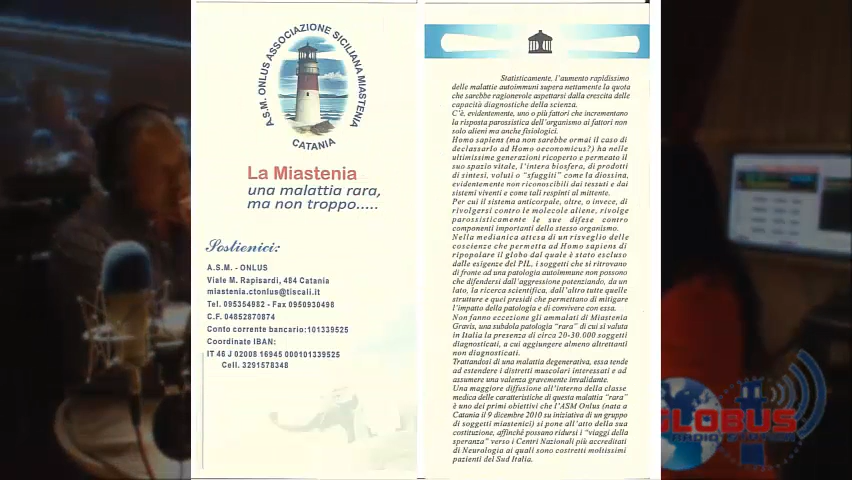 A.S.M. ONLUS ASSOCIAZIONE SICILIANA MIASTENIA
CATANIA
La Miastenia
una malattia rara,
ma non troppo.....
Sostienici:
A.S.M. - ONLUS
Viale M. Rapisardi, 484 Catania
miastenia.ctonlus@tiscali.it
Tel. 095354982 - Fax 0950930498
C.F. 04852870874
Conto corrente bancario:101339525
Coordinate IBAN:
IT 46 J 02008 16945 000101339525
Cell. 3291578348
Statisticamente, l'aumento rapidissimo
delle malattie autoimmuni supera nettamente la quota
che sarebbe ragionevole aspettarsi dalla crescita delle
capacità diagnostiche della scienza.
C'è, evidentemente, uno o più fattori che incrementano
la risposta parossistica dell'organismo ai fattori non
solo alieni ma anche fisiologici.
Homo sapiens (ma non sarebbe ormai il caso di
declassarlo ad Homo oeconomicus?) ha nelle
ultimissime generazioni ricoperto e permeato il
suo spazio vitale, l'intera biosfera, di prodotti
di sintesi, voluti o "sfuggiti" come la diossina,
evidentemente non riconoscibili dai tessuti e dai
sistemi viventi e come tali respinti al mittente.
Per cui il sistema anticorpale, oltre, o invece, di
rivolgersi contro le molecole aliene, rivolge
parossisticamente le sue difese contro
componenti importanti dello stesso organismo.
Nella medianica attesa di un risveglio delle
coscienze che permetta ad Homo sapiens di
ripopolare il globo dal quale è stato escluso
dalle esigenze del PIL, i soggetti che si ritrovano
di fronte ad una patologia autoimmune non possono
che difendersi dall'aggressione potenziando, da un
lato, la ricerca scientifica, dall'altro tutte quelle
strutture e quei presidi che permettano di mitigare
l'impatto della patologia e di convivere con essa.
Non fanno eccezione gli ammalati di Miastenia
Gravis, una subdola patologia "rara" di cui si valuta
in Italia la presenza di circa 20-30.000 soggetti
diagnosticati, a cui aggiungere almeno altrettanti
non diagnosticati.
Trattandosi di una malattia degenerativa, essa tende
ad estendere i distretti muscolari interessati e ad
assumere una valenza gravemente invalidante.
Una maggiore diffusione all'interno della classe
medica delle caratteristiche di questa malattia "rara"
è uno dei primi obiettivi che l'ASM Onlus (nata a
Catania il 9 dicembre 2010 su iniziativa di un gruppo
di soggetti miastenici) si pone all'atto della sua
costituzione, affinché possano ridursi i "viaggi della
speranza" verso i Centri Nazionali più accreditati
di Neurologia ai quali sono costretti moltissimi
pazienti del Sud Italia.
GLOBUS
RADIO STATION